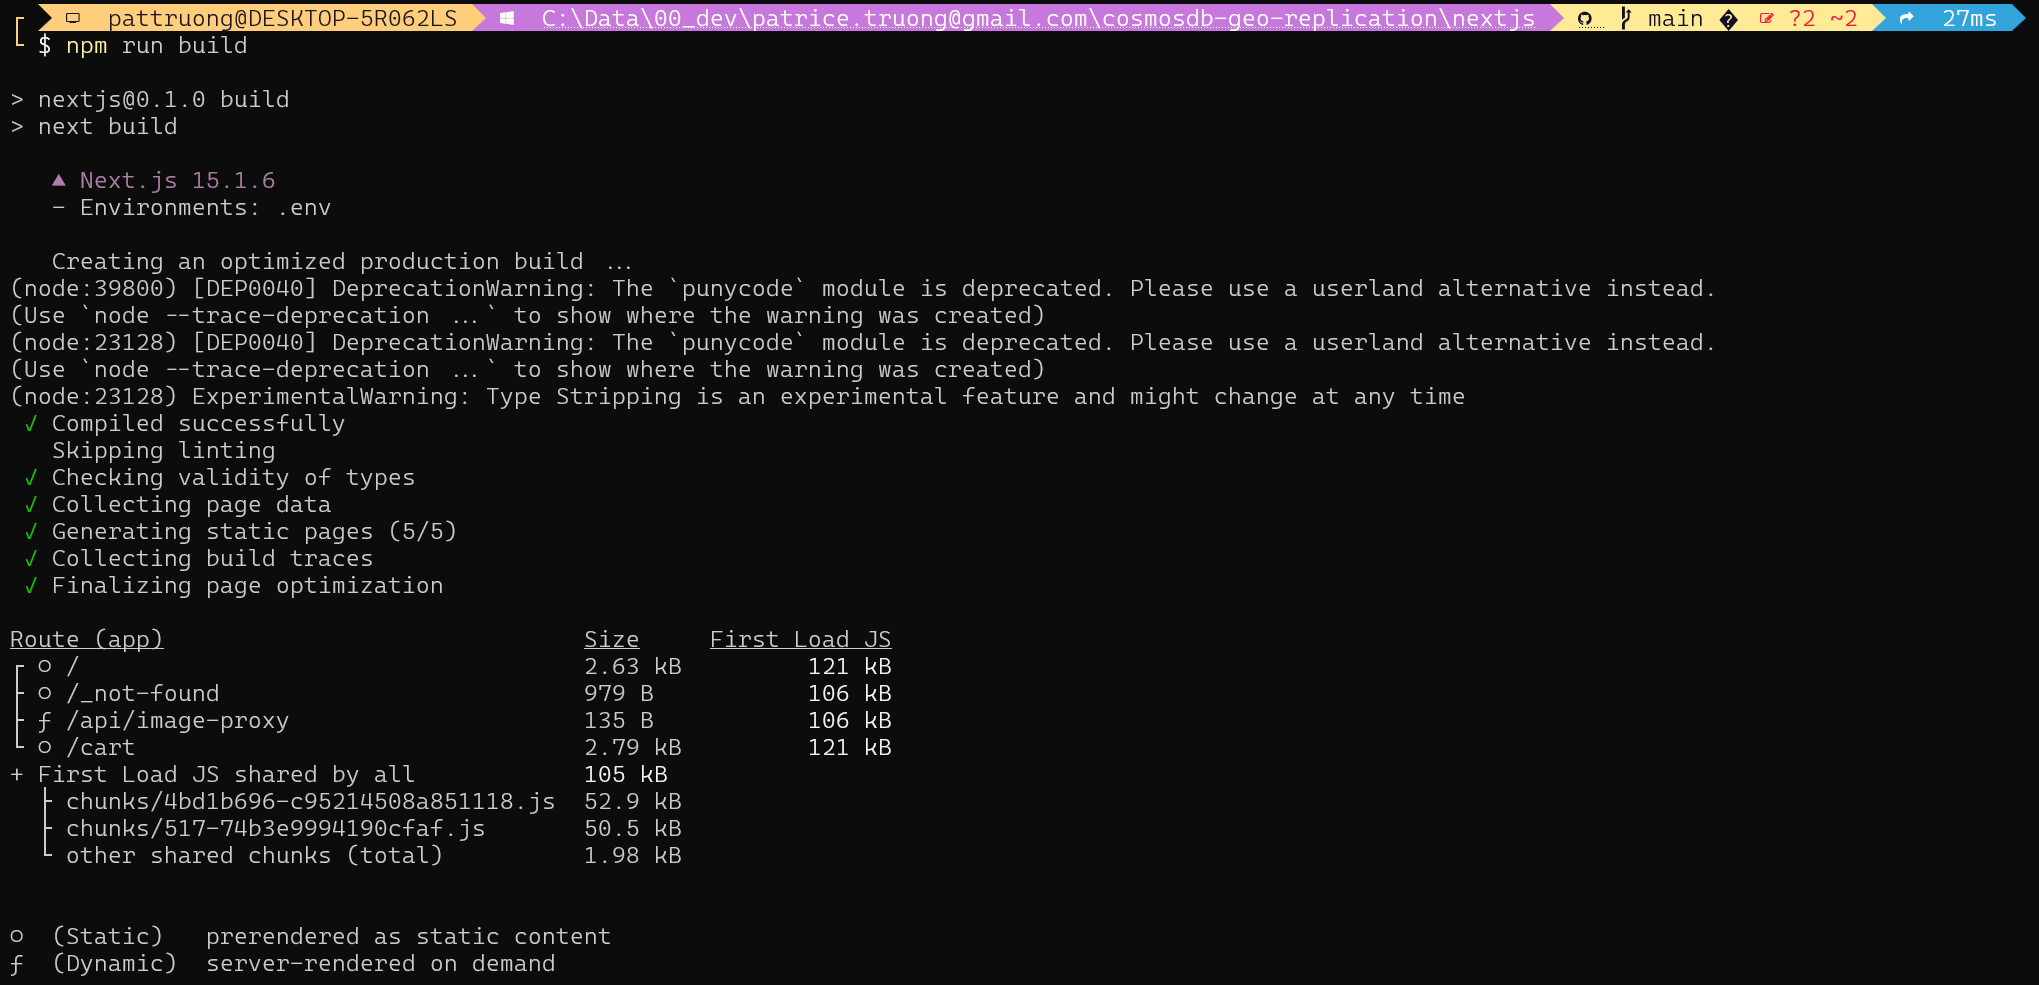 pattruong@DESKTOP-5R062LS C:\Data\00_dev\patrice.truong@gmail.com\cosmosdb-geo-replication\nextjs main � ?2 ~2 27ms
$ npm run build
> nextjs@0.1.0 build
> next build
▲ Next.js 15.1.6
- Environments: .env
Creating an optimized production build ...
(node:39800) [DEP0040] DeprecationWarning: The `punycode` module is deprecated. Please use a userland alternative instead.
(Use `node --trace-deprecation ...` to show where the warning was created)
(node:23128) [DEP0040] DeprecationWarning: The `punycode` module is deprecated. Please use a userland alternative instead.
(Use `node --trace-deprecation ...` to show where the warning was created)
(node:23128) ExperimentalWarning: Type Stripping is an experimental feature and might change at any time
✓ Compiled successfully
Skipping linting
✓ Checking validity of types
✓ Collecting page data
✓ Generating static pages (5/5)
✓ Collecting build traces
✓ Finalizing page optimization
Route (app) Size First Load JS
┌ ○ / 2.63 kB 121 kB
├ ○ /_not-found 979 B 106 kB
├ ƒ /api/image-proxy 135 B 106 kB
└ ○ /cart 2.79 kB 121 kB
+ First Load JS shared by all 105 kB
├ chunks/4bd1b696-c95214508a851118.js 52.9 kB
├ chunks/517-74b3e9994190cfaf.js 50.5 kB
└ other shared chunks (total) 1.98 kB
○ (Static) prerendered as static content
ƒ (Dynamic) server-rendered on demand